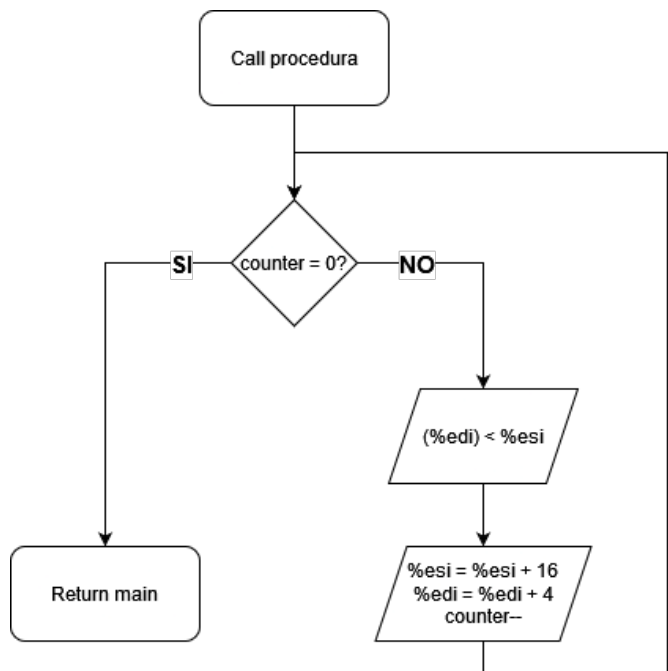 Call procedura
counter = 0?
SI
NO
(%edi) < %esi
%esi = %esi + 16
%edi = %edi + 4
counter--
Return main